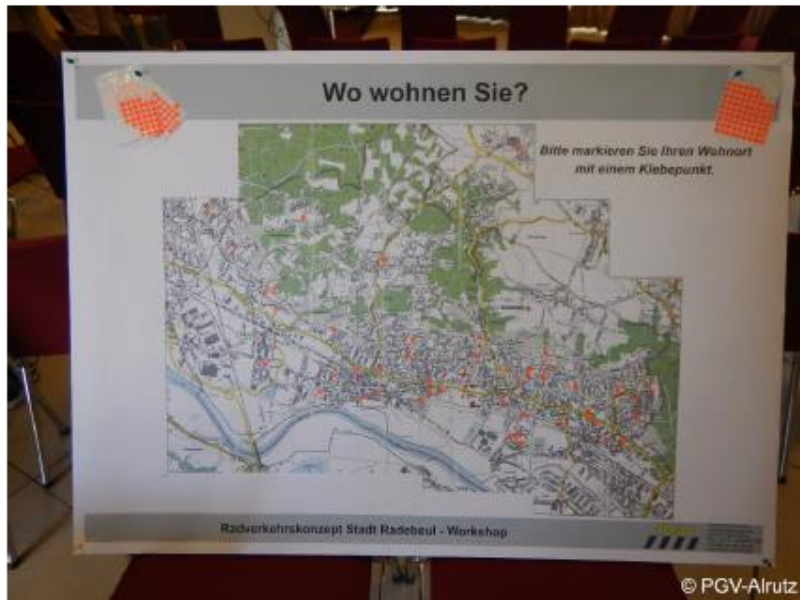 Wo wohnen Sie?
Bitte markieren Sie Ihren Wohnort
mit einem Klebepunkt.
Radverkehrskonzept Stadt Radebeul - Workshop
© PGV-Alrutz